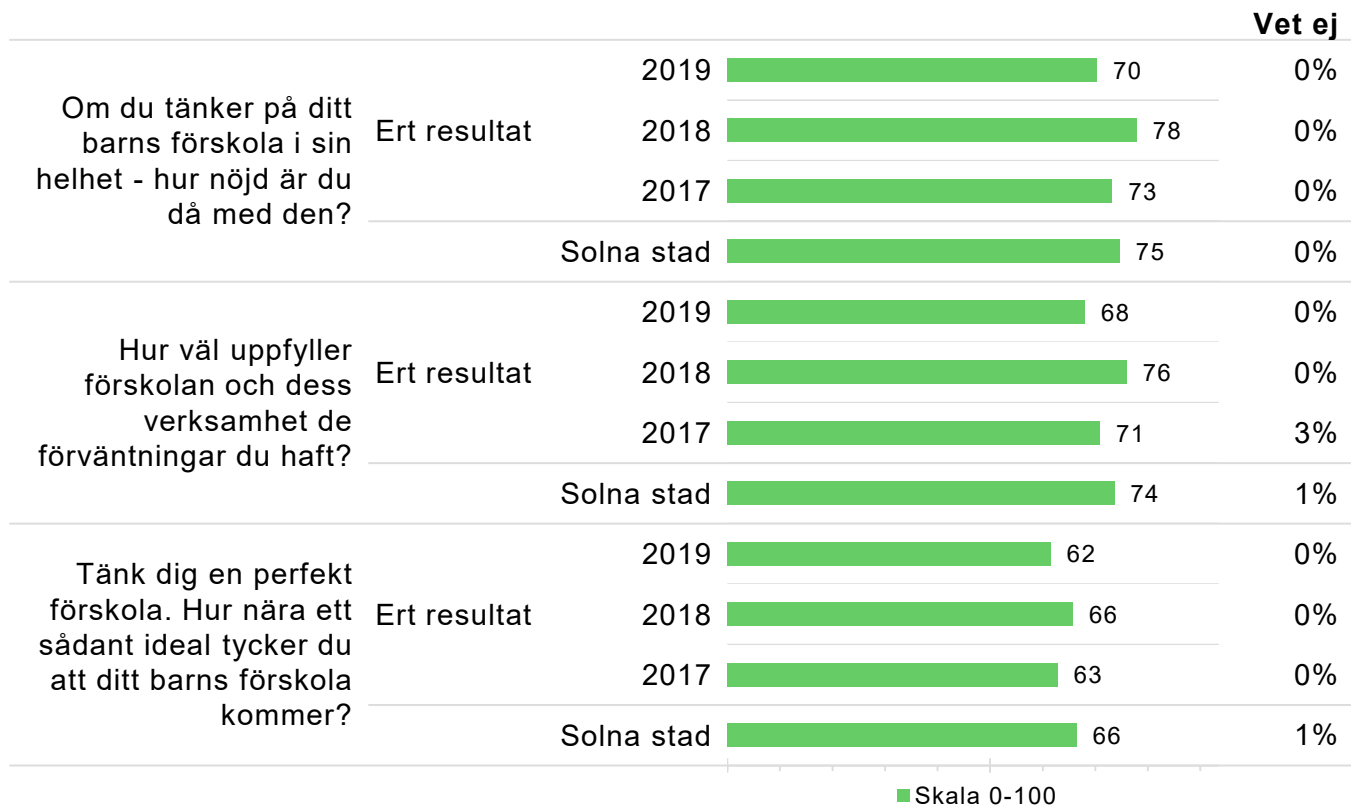 Vet ej
Om du tänker på ditt
barns förskola i sin
helhet - hur nöjd är du
då med den?
Ert resultat
2019 70 0%
2018 78 0%
2017 73 0%
Solna stad 75 0%
Hur väl uppfyller
förskolan och dess
verksamhet de
förväntningar du haft?
Ert resultat
2019 68 0%
2018 76 0%
2017 71 3%
Solna stad 74 1%
Tänk dig en perfekt
förskola. Hur nära ett
sådant ideal tycker du
att ditt barns förskola
kommer?
Ert resultat
2019 62 0%
2018 66 0%
2017 63 0%
Solna stad 66 1%
Skala 0-100